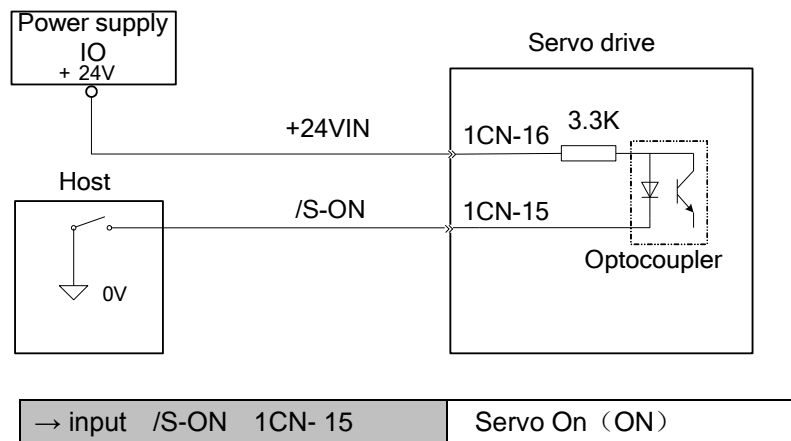 Power supply
IO
+ 24V
Servo drive
+24VIN
1CN-16
3.3K
Host
/S-ON
1CN-15
Optocoupler
0V
→ input /S-ON 1CN- 15
Servo On（ON）